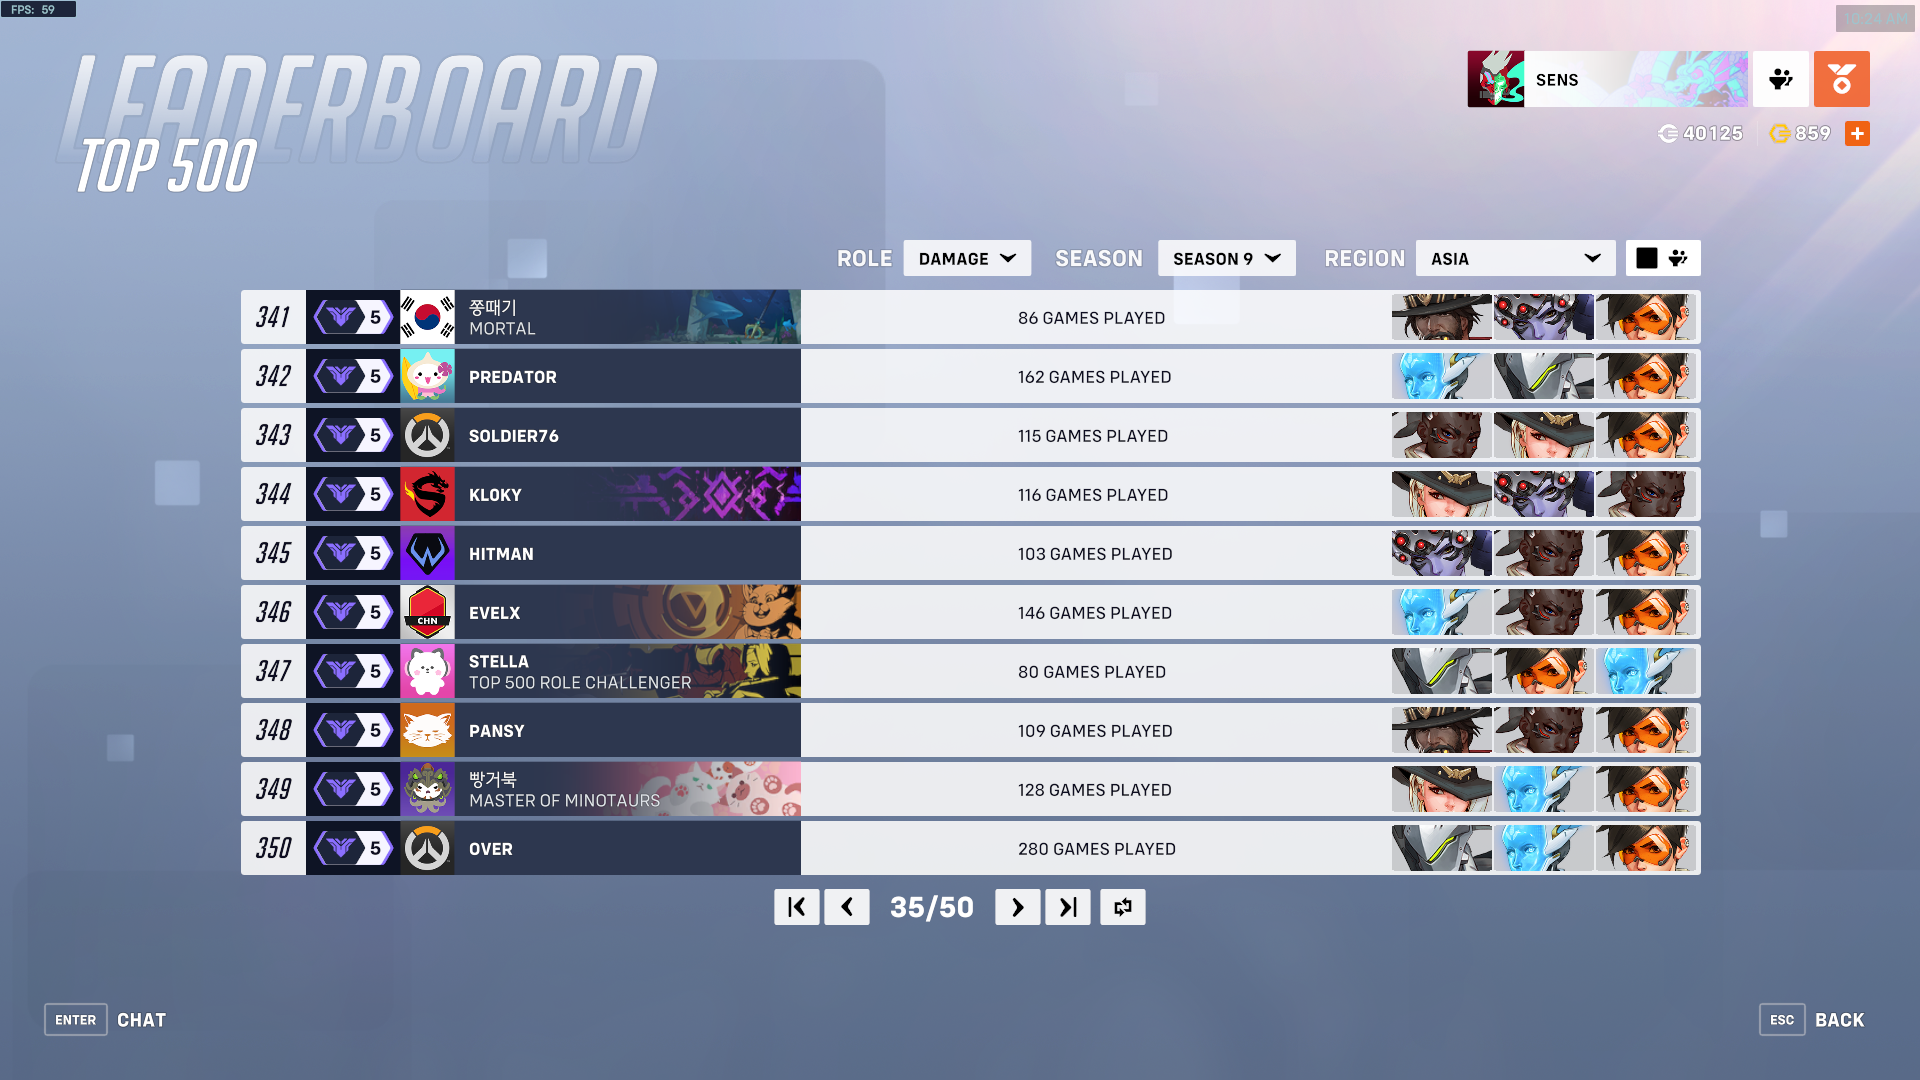 FPS: 59
10:24 AM
LEADERBOARD
TOP 500
SENS
40125
859
ROLE DAMAGE SEASON SEASON 9 REGION ASIA
341 5 쫑때기 MORTAL 86 GAMES PLAYED
342 5 PREDATOR 162 GAMES PLAYED
343 5 SOLDIER76 115 GAMES PLAYED
344 5 KLOKY 116 GAMES PLAYED
345 5 HITMAN 103 GAMES PLAYED
346 5 CHN EVELX 146 GAMES PLAYED
347 5 STELLA TOP 500 ROLE CHALLENGER 80 GAMES PLAYED
348 5 PANSY 109 GAMES PLAYED
349 5 빵거북 MASTER OF MINOTAURS 128 GAMES PLAYED
350 5 OVER 280 GAMES PLAYED
35/50
ENTER CHAT
ESC BACK